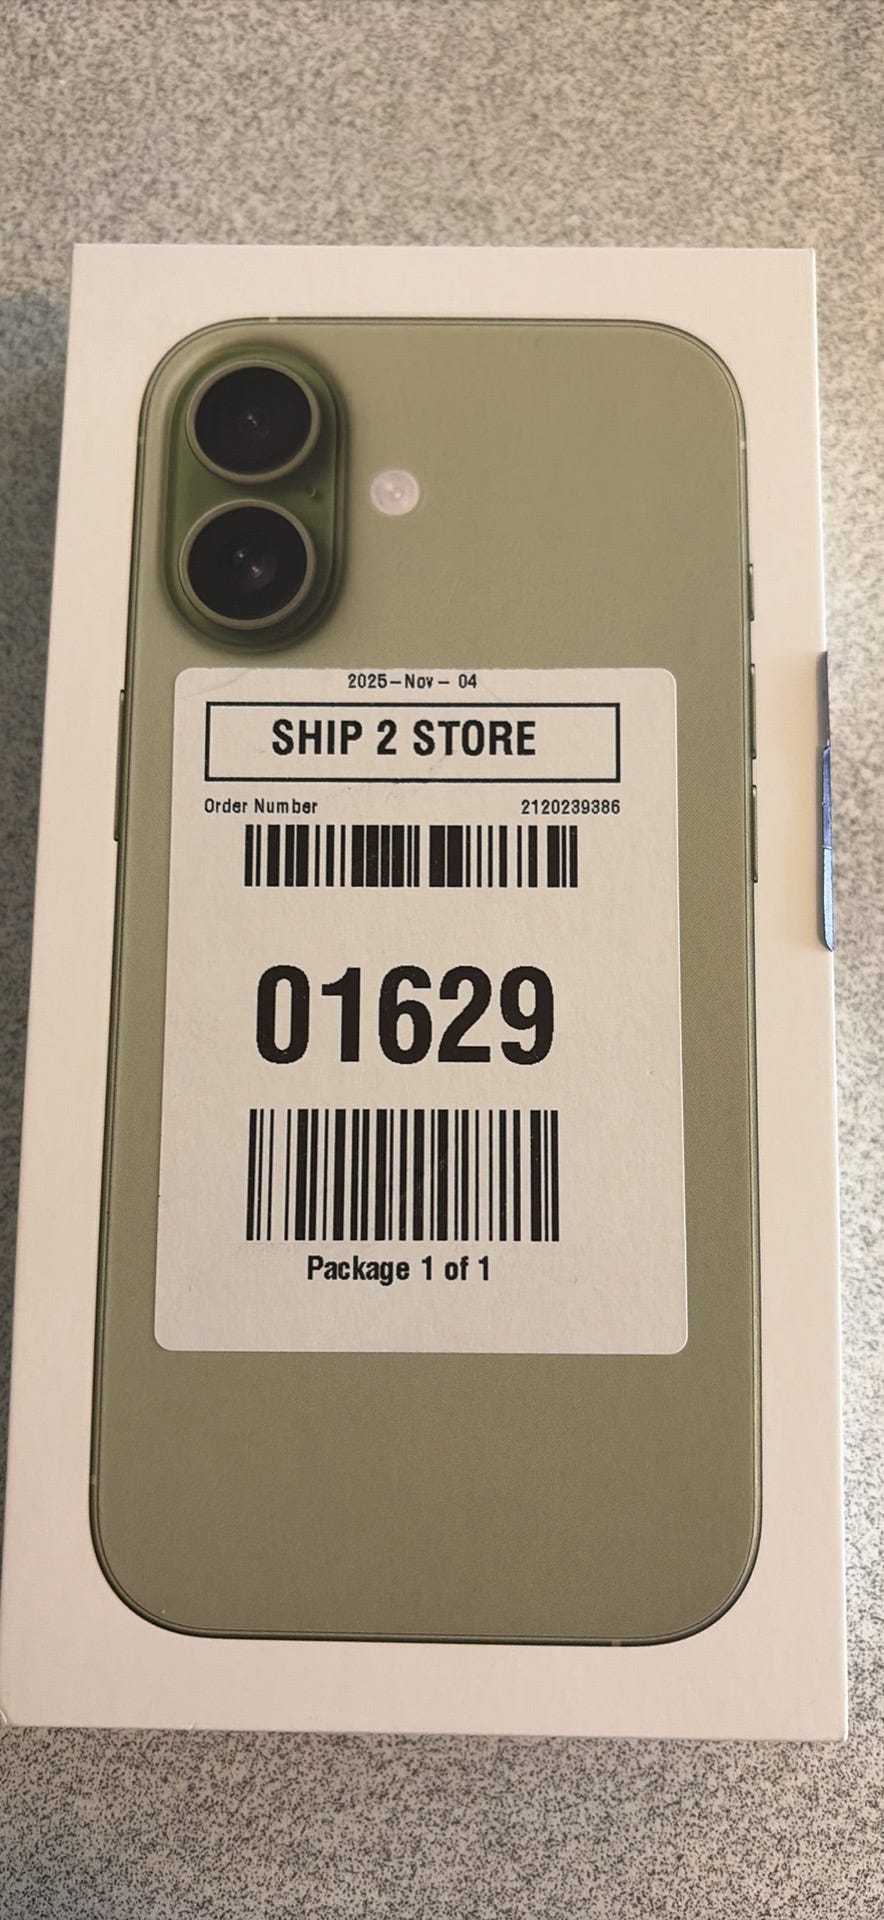 2025-Nov- 04
SHIP 2 STORE
Order Number 2120239386
01629
Package 1 of 1